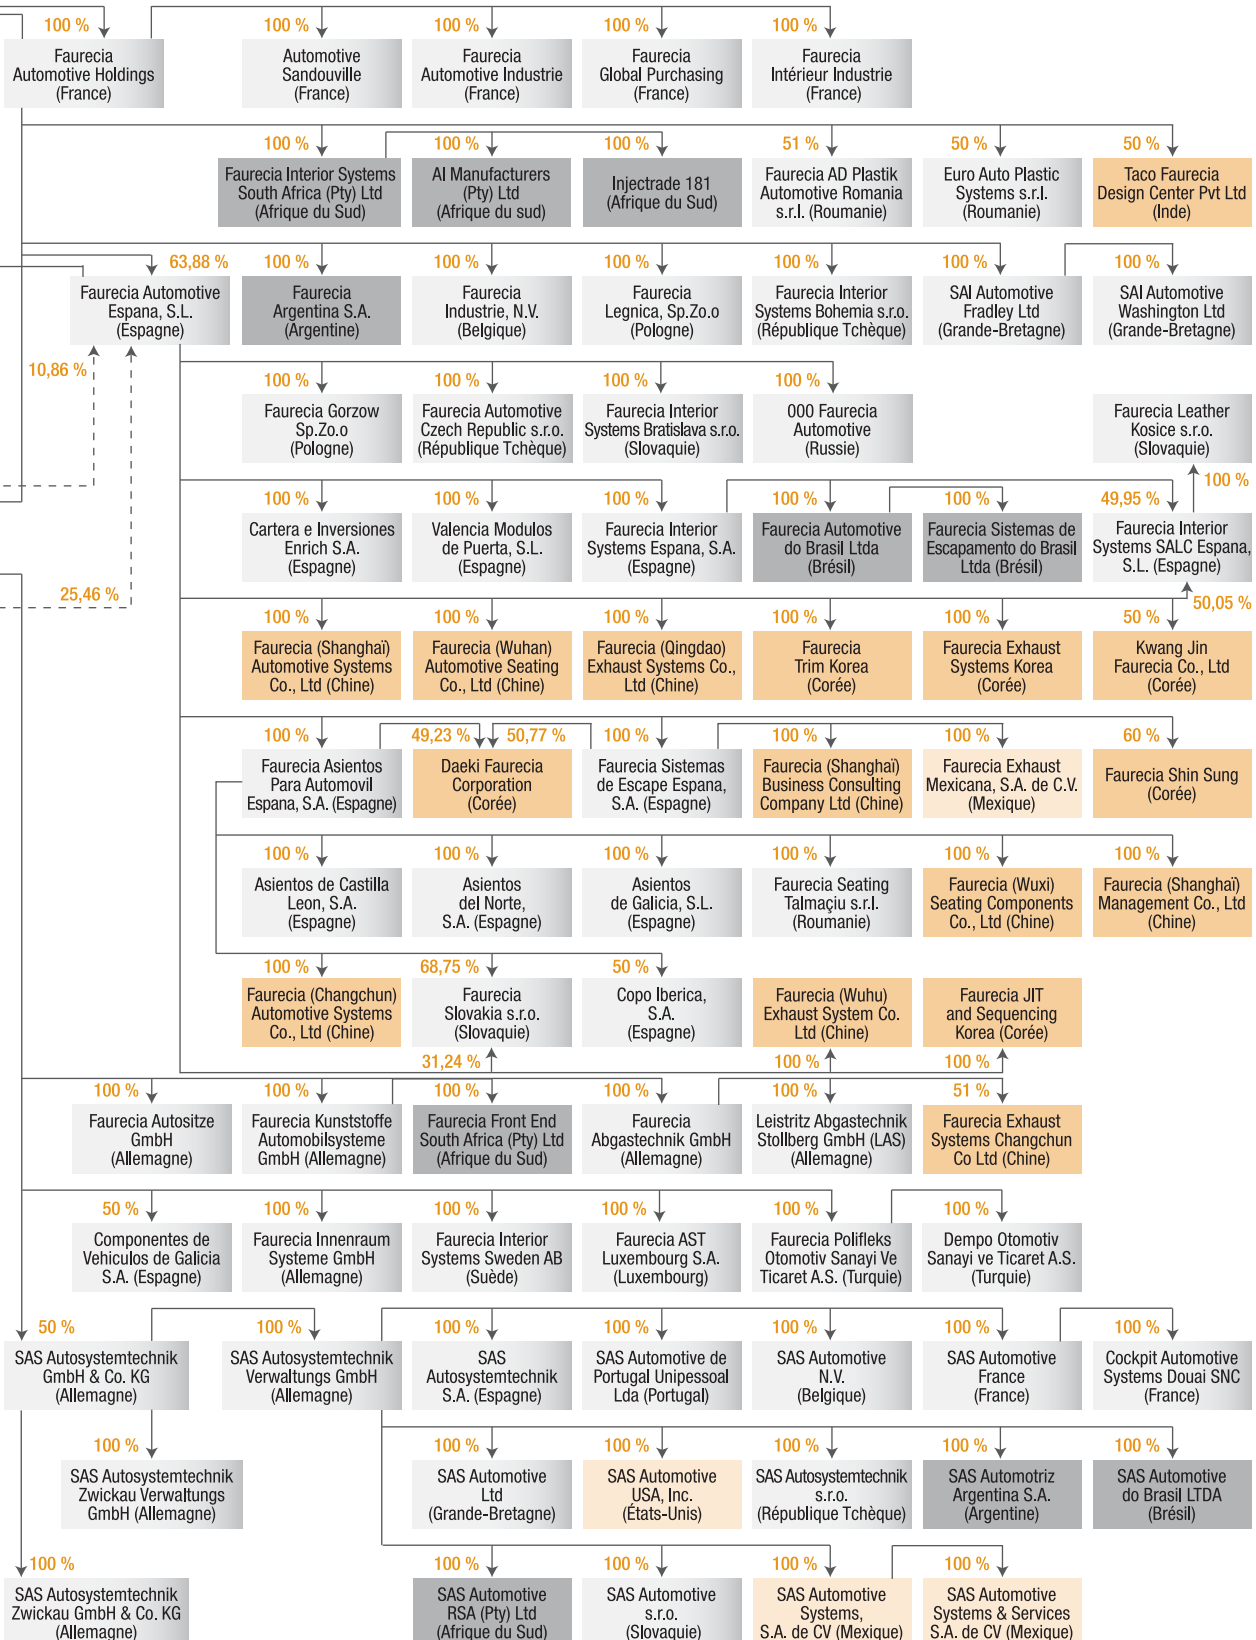 100 %
100 %
100 %
100 %
100 %
Faurecia
Automotive Holdings
(France)
Automotive
Sandouville
(France)
Faurecia
Automotive Industrie
(France)
Faurecia
Global Purchasing
(France)
Faurecia
Intérieur Industrie
(France)
100 %
100 %
100 %
51 %
50 %
50 %
Faurecia Interior Systems
South Africa (Pty) Ltd
(Afrique du Sud)
AI Manufacturers
(Pty) Ltd
(Afrique du sud)
Injectrade 181
(Afrique du Sud)
Faurecia AD Plastik
Automotive Romania
s.r.l. (Roumanie)
Euro Auto Plastic
Systems s.r.l.
(Roumanie)
Taco Faurecia
Design Center Pvt Ltd
(Inde)
63,88 %
100 %
100 %
100 %
100 %
100 %
100 %
Faurecia Automotive
Espana, S.L.
(Espagne)
Faurecia
Argentina S.A.
(Argentine)
Faurecia
Industrie, N.V.
(Belgique)
Faurecia
Legnica, Sp.Zo.o
(Pologne)
Faurecia Interior
Systems Bohemia s.r.o.
(République Tchèque)
SAI Automotive
Fradley Ltd
(Grande-Bretagne)
SAI Automotive
Washington Ltd
(Grande-Bretagne)
10,86 %
100 %
100 %
100 %
100 %
Faurecia Gorzow
Sp.Zo.o
(Pologne)
Faurecia Automotive
Czech Republic s.r.o.
(République Tchèque)
Faurecia Interior
Systems Bratislava s.r.o.
(Slovaquie)
OOO Faurecia
Automotive
(Russie)
Faurecia Leather
Kosice s.r.o.
(Slovaquie)
100 %
100 %
100 %
100 %
100 %
100 %
49,95 %
Cartera e Inversiones
Enrich S.A.
(Espagne)
Valencia Modulos
de Puerta, S.L.
(Espagne)
Faurecia Interior
Systems Espana, S.A.
(Espagne)
Faurecia Automotive
do Brasil Ltda
(Brésil)
Faurecia Sistemas de
Escapamento do Brasil
Ltda (Brésil)
Faurecia Interior
Systems SALC Espana,
S.L. (Espagne)
25,46 %
50,05 %
100 %
100 %
100 %
100 %
100 %
50 %
Faurecia (Shanghaï)
Automotive Systems
Co., Ltd (Chine)
Faurecia (Wuhan)
Automotive Seating
Co., Ltd (Chine)
Faurecia (Qingdao)
Exhaust Systems Co.,
Ltd (Chine)
Faurecia
Trim Korea
(Corée)
Faurecia Exhaust
Systems Korea
(Corée)
Kwang Jin
Faurecia Co., Ltd
(Corée)
100 %
49,23 %
50,77 %
100 %
100 %
100 %
60 %
Faurecia Asientos
Para Automovil
Espana, S.A. (Espagne)
Daeki Faurecia
Corporation
(Corée)
Faurecia Sistemas
de Escape Espana,
S.A. (Espagne)
Faurecia (Shanghaï)
Business Consulting
Company Ltd (Chine)
Faurecia Exhaust
Mexicana, S.A. de C.V.
(Mexique)
Faurecia Shin Sung
(Corée)
100 %
100 %
100 %
100 %
100 %
100 %
Asientos de Castilla
Leon, S.A.
(Espagne)
Asientos
del Norte,
S.A. (Espagne)
Asientos
de Galicia, S.L.
(Espagne)
Faurecia Seating
Talmaçiu s.r.l.
(Roumanie)
Faurecia (Wuxi)
Seating Components
Co., Ltd (Chine)
Faurecia (Shanghaï)
Management Co., Ltd
(Chine)
100 %
68,75 %
50 %
Faurecia (Changchun)
Automotive Systems
Co., Ltd (Chine)
Faurecia
Slovakia s.r.o.
(Slovaquie)
Copo Iberica,
S.A.
(Espagne)
Faurecia (Wuhu)
Exhaust System Co.
Ltd (Chine)
Faurecia JIT
and Sequencing
Korea (Corée)
31,24 %
100 %
100 %
100 %
100 %
100 %
100 %
100 %
51 %
Faurecia Autositze
GmbH
(Allemagne)
Faurecia Kunststoffe
Automobilsysteme
GmbH (Allemagne)
Faurecia Front End
South Africa (Pty) Ltd
(Afrique du Sud)
Faurecia
Abgastechnik GmbH
(Allemagne)
Leistritz Abgastechnik
Stollberg GmbH (LAS)
(Allemagne)
Faurecia Exhaust
Systems Changchun
Co Ltd (Chine)
50 %
100 %
100 %
100 %
100 %
100 %
Componentes de
Vehiculos de Galicia
S.A. (Espagne)
Faurecia Innenraum
Systeme GmbH
(Allemagne)
Faurecia Interior
Systems Sweden AB
(Suède)
Faurecia AST
Luxembourg S.A.
(Luxembourg)
Faurecia Polifleks
Otomotiv Sanayi Ve
Ticaret A.S. (Turquie)
Dempo Otomotiv
Sanayi ve Ticaret A.S.
(Turquie)
50 %
100 %
100 %
100 %
100 %
100 %
100 %
SAS Autosystemtechnik
GmbH & Co. KG
(Allemagne)
SAS Autosystemtechnik
Verwaltungs GmbH
(Allemagne)
SAS
Autosystemtechnik
S.A. (Espagne)
SAS Automotive de
Portugal Unipessoal
Lda (Portugal)
SAS Automotive
N.V.
(Belgique)
SAS Automotive
France
(France)
Cockpit Automotive
Systems Douai SNC
(France)
100 %
100 %
100 %
100 %
100 %
100 %
SAS Autosystemtechnik
Zwickau Verwaltungs
GmbH (Allemagne)
SAS Automotive
Ltd
(Grande-Bretagne)
SAS Automotive
USA, Inc.
(États-Unis)
SAS Autosystemtechnik
s.r.o.
(République Tchèque)
SAS Automotriz
Argentina S.A.
(Argentine)
SAS Automotive
do Brasil LTDA
(Brésil)
100 %
100 %
100 %
100 %
100 %
SAS Autosystemtechnik
Zwickau GmbH & Co. KG
(Allemagne)
SAS Automotive
RSA (Pty) Ltd
(Afrique du Sud)
SAS Automotive
s.r.o.
(Slovaquie)
SAS Automotive
Systems,
S.A. de CV (Mexique)
SAS Automotive
Systems & Services
S.A. de CV (Mexique)